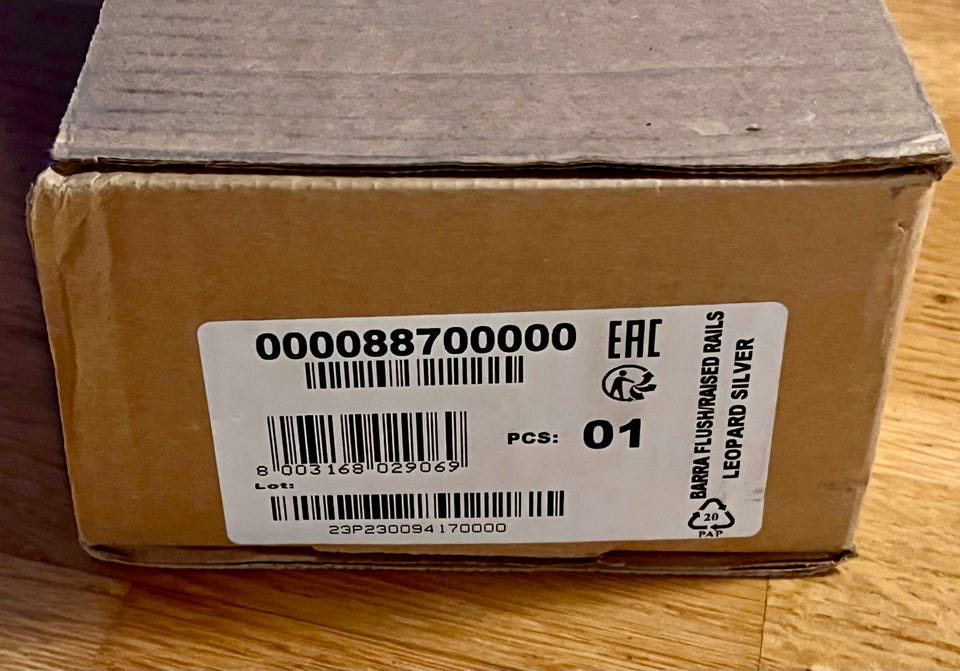 000088700000
EAC
8 003168 029069
PCS: 01
Lot:
23P230094170000
BARRA FLUSH/RAISED RAILS
LEOPARD SILVER
20
PAP